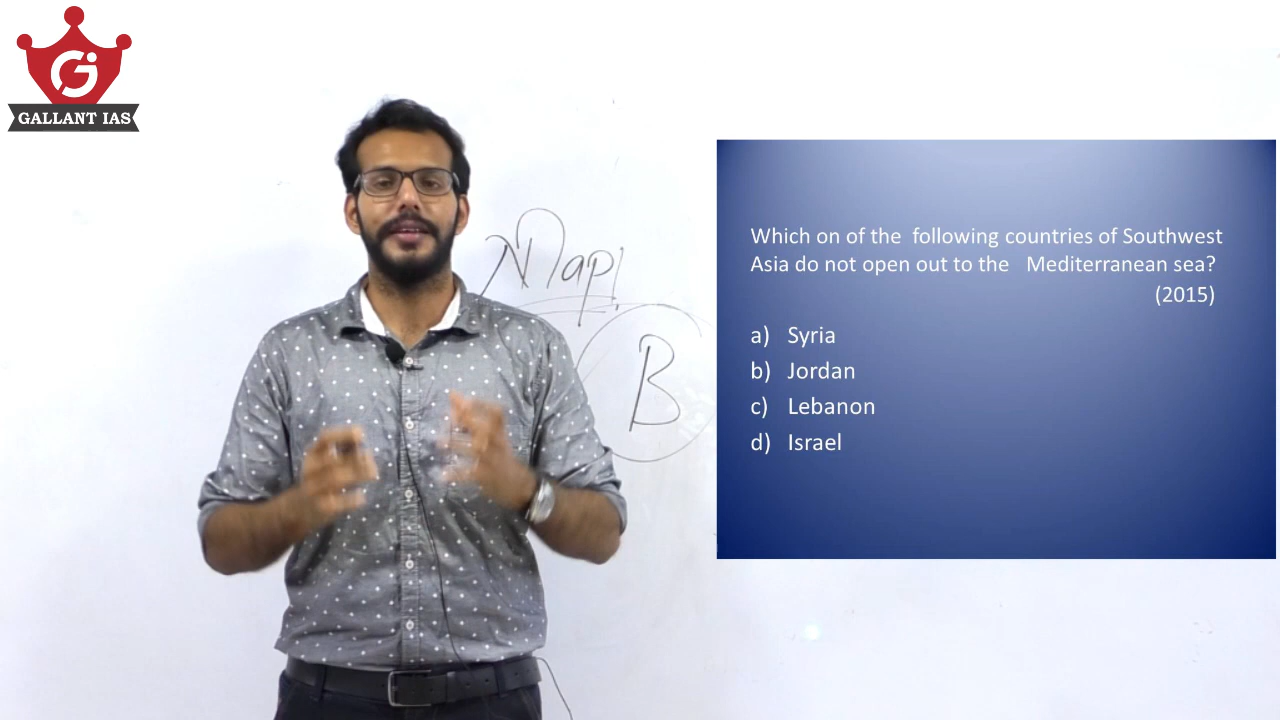 GALLANT IAS
Map
B
Which on of the following countries of Southwest
Asia do not open out to the Mediterranean sea?
(2015)
a) Syria
b) Jordan
c) Lebanon
d) Israel